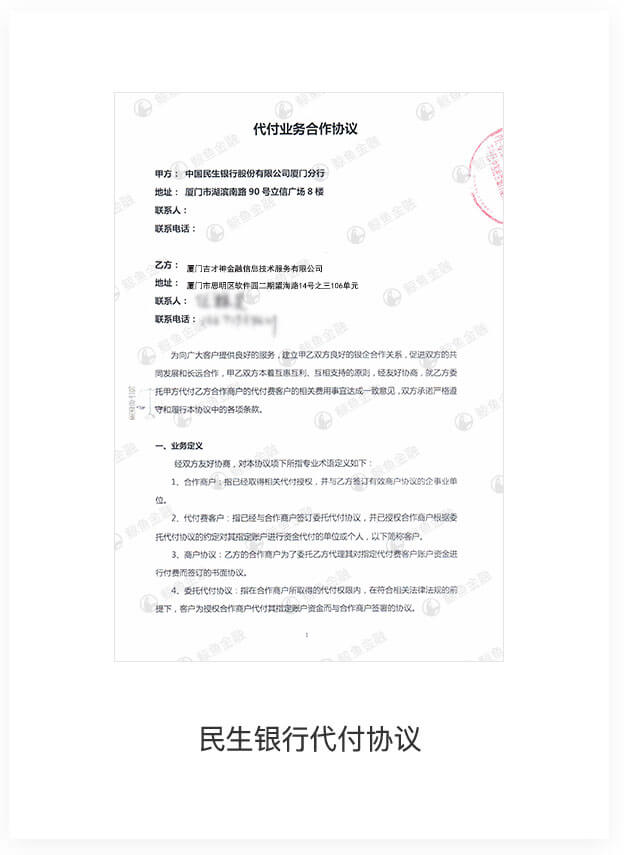 代付业务合作协议
甲方：中国民生银行股份有限公司厦门分行
地址：厦门市湖滨南路 90 号立信广场 8 楼
联系人：
联系电话：
乙方：厦门吉才神金融信息技术服务有限公司
地址：厦门市思明区软件园二期望海路14号之三106单元
联系人：
联系电话：
为向广大客户提供良好的服务，建立甲乙双方良好的银企合作关系，促进双方的共
同发展和长远合作，甲乙双方本着互惠互利、互相支持的原则，经友好协商，就乙方委
托甲方代付乙方合作商户的代付费客户的相关费用事宜达成一致意见，双方承诺严格遵
守和履行本协议中的各项条款。
一、业务定义
经双方友好协商，对本协议项下所指专业术语定义如下：
1、合作商户：指已经取得相关代付授权，并与乙方签订有效商户协议的企事业单
位。
2、代付费客户：指已经与合作商户签订委托代付协议，并已授权合作商户根据委
托代付协议的约定对其指定账户进行资金代付的单位或个人，以下简称客户。
3、商户协议：乙方的合作商户为了委托乙方代理其对指定代付费客户账户资金进
行付费而签订的书面协议。
4、委托代付协议：指在合作商户所取得的代付权限内，在符合相关法律法规的前
提下，客户为授权合作商户代付其指定账户资金而与合作商户签署的协议。
1
鲸鱼金融
民生银行代付协议